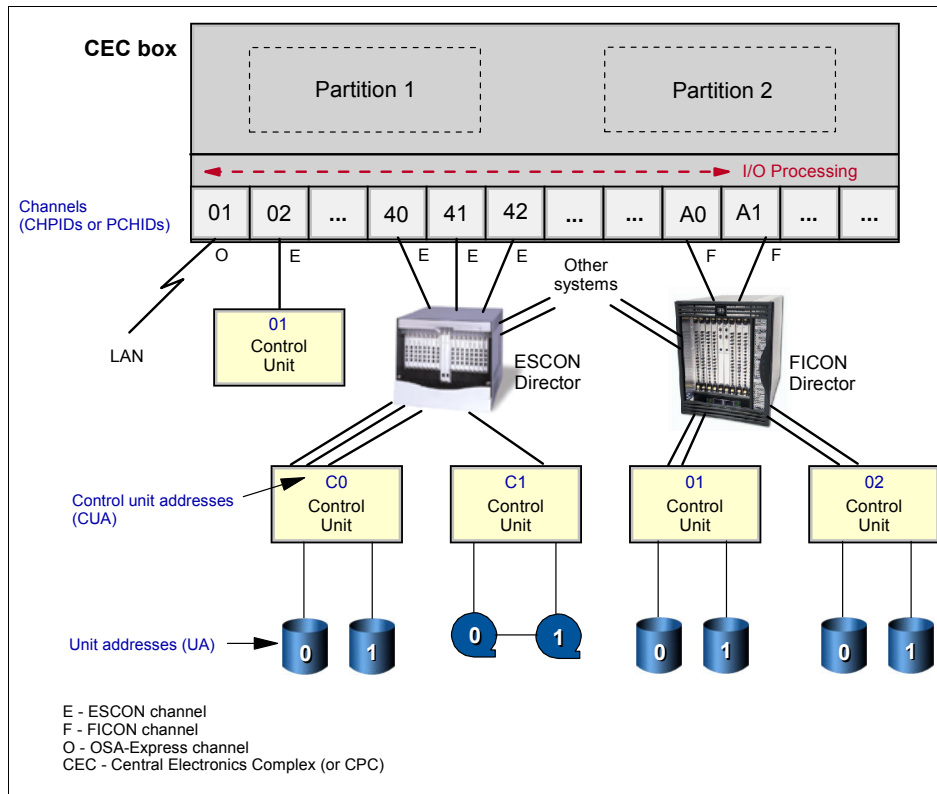 CEC box
Partition 1
Partition 2
I/O Processing
Channels
(CHPIDs or PCHIDs)
01
02
...
40
41
42
...
...
A0
A1
...
...
O
E
E
E
E
F
F
Other
systems
LAN
01
Control
Unit
ESCON
Director
FICON
Director
Control unit addresses
(CUA)
C0
Control
Unit
C1
Control
Unit
01
Control
Unit
02
Control
Unit
Unit addresses (UA)
0
1
0
1
0
1
0
1
E - ESCON channel
F - FICON channel
O - OSA-Express channel
CEC - Central Electronics Complex (or CPC)